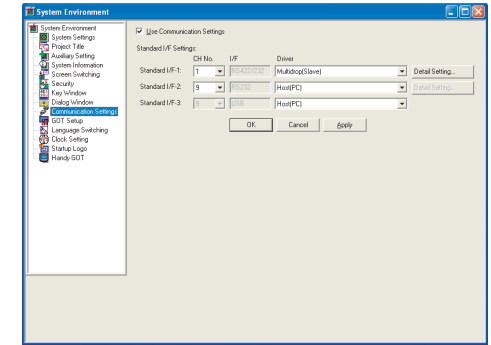 System Environment
System Environment
System Settings
Project Title
Auxiliary Setting
System Information
Screen Switching
Security
Key Window
Dialog Window
Communication Settings
GOT Setup
Language Switching
Clock Setting
Startup Logo
Handy GOT
Use Communication Settings
Standard I/F Settings:
CH No. I/F Driver
Standard I/F-1: 1 RS422/232 Multidrop(Slave) Detail Setting...
Standard I/F-2: 9 RS232 Host(PC) Detail Setting...
Standard I/F-3: 9 USB Host(PC)
OK Cancel Apply